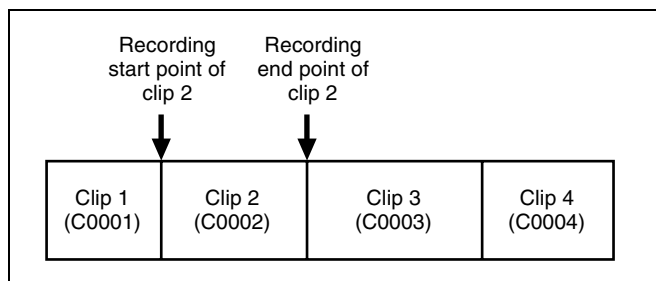 Recording
start point of
clip 2
Recording
end point of
clip 2
Clip 1
(C0001)
Clip 2
(C0002)
Clip 3
(C0003)
Clip 4
(C0004)